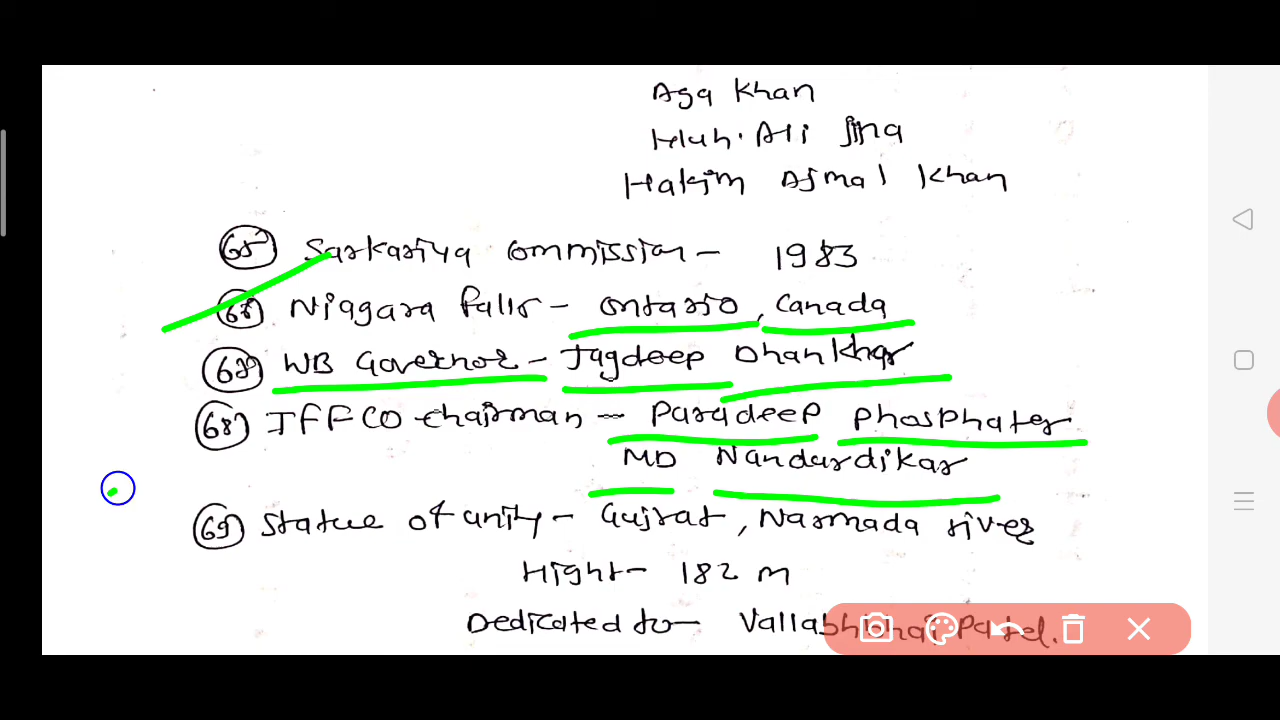 Aga Khan
Muh. Ali Jina
Hakim Ajmal Khan
65 Sarkariya Commission - 1983
66 Niagara Falls - Ontario, Canada
WB Governor - Jagdeep Dhankhar
68 IFFCO chairman - Paradeep Phosphates
MD Nandurdikar
69 Statue of unity - Gujrat, Narmada river
Hight - 182 m
Dedicated to - Vallabhbhai Patel.